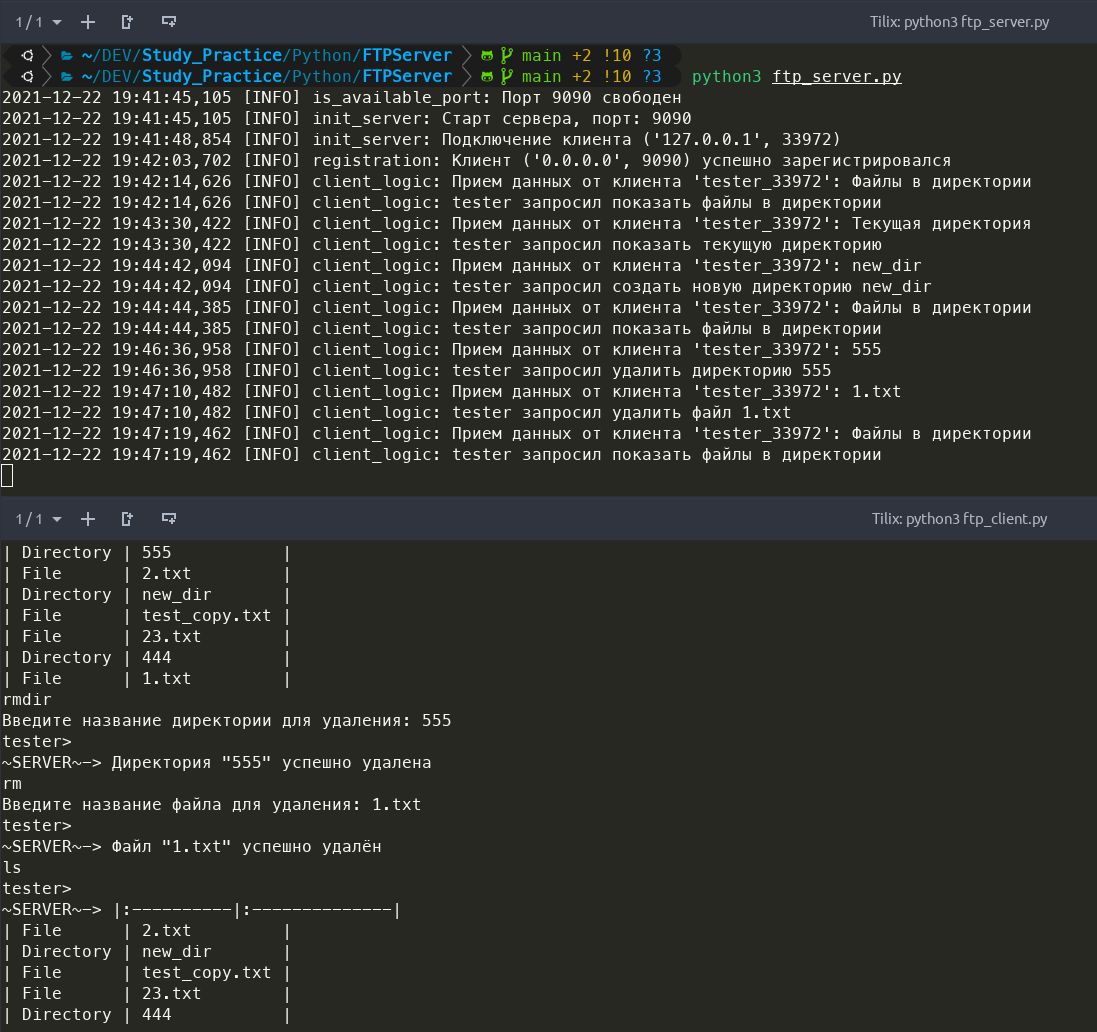 1 / 1 Tilix: python3 ftp_server.py
~/DEV/Study_Practice/Python/FTPServer main +2 !10 ?3
~/DEV/Study_Practice/Python/FTPServer main +2 !10 ?3 python3 ftp_server.py
2021-12-22 19:41:45,105 [INFO] is_available_port: Порт 9090 свободен
2021-12-22 19:41:45,105 [INFO] init_server: Старт сервера, порт: 9090
2021-12-22 19:41:48,854 [INFO] init_server: Подключение клиента ('127.0.0.1', 33972)
2021-12-22 19:42:03,702 [INFO] registration: Клиент ('0.0.0.0', 9090) успешно зарегистрировался
2021-12-22 19:42:14,626 [INFO] client_logic: Прием данных от клиента 'tester_33972': Файлы в директории
2021-12-22 19:42:14,626 [INFO] client_logic: tester запросил показать файлы в директории
2021-12-22 19:43:30,422 [INFO] client_logic: Прием данных от клиента 'tester_33972': Текущая директория
2021-12-22 19:43:30,422 [INFO] client_logic: tester запросил показать текущую директорию
2021-12-22 19:44:42,094 [INFO] client_logic: Прием данных от клиента 'tester_33972': new_dir
2021-12-22 19:44:42,094 [INFO] client_logic: tester запросил создать новую директорию new_dir
2021-12-22 19:44:44,385 [INFO] client_logic: Прием данных от клиента 'tester_33972': Файлы в директории
2021-12-22 19:44:44,385 [INFO] client_logic: tester запросил показать файлы в директории
2021-12-22 19:46:36,958 [INFO] client_logic: Прием данных от клиента 'tester_33972': 555
2021-12-22 19:46:36,958 [INFO] client_logic: tester запросил удалить директорию 555
2021-12-22 19:47:10,482 [INFO] client_logic: Прием данных от клиента 'tester_33972': 1.txt
2021-12-22 19:47:10,482 [INFO] client_logic: tester запросил удалить файл 1.txt
2021-12-22 19:47:19,462 [INFO] client_logic: Прием данных от клиента 'tester_33972': Файлы в директории
2021-12-22 19:47:19,462 [INFO] client_logic: tester запросил показать файлы в директории
1 / 1 Tilix: python3 ftp_client.py
| Directory | 555           |
| File      | 2.txt         |
| Directory | new_dir       |
| File      | test_copy.txt |
| File      | 23.txt        |
| Directory | 444           |
| File      | 1.txt         |
rmdir
Введите название директории для удаления: 555
tester>
~SERVER~-> Директория "555" успешно удалена
rm
Введите название файла для удаления: 1.txt
tester>
~SERVER~-> Файл "1.txt" успешно удалён
ls
tester>
~SERVER~-> |:----------|:--------------|
| File      | 2.txt         |
| Directory | new_dir       |
| File      | test_copy.txt |
| File      | 23.txt        |
| Directory | 444           |